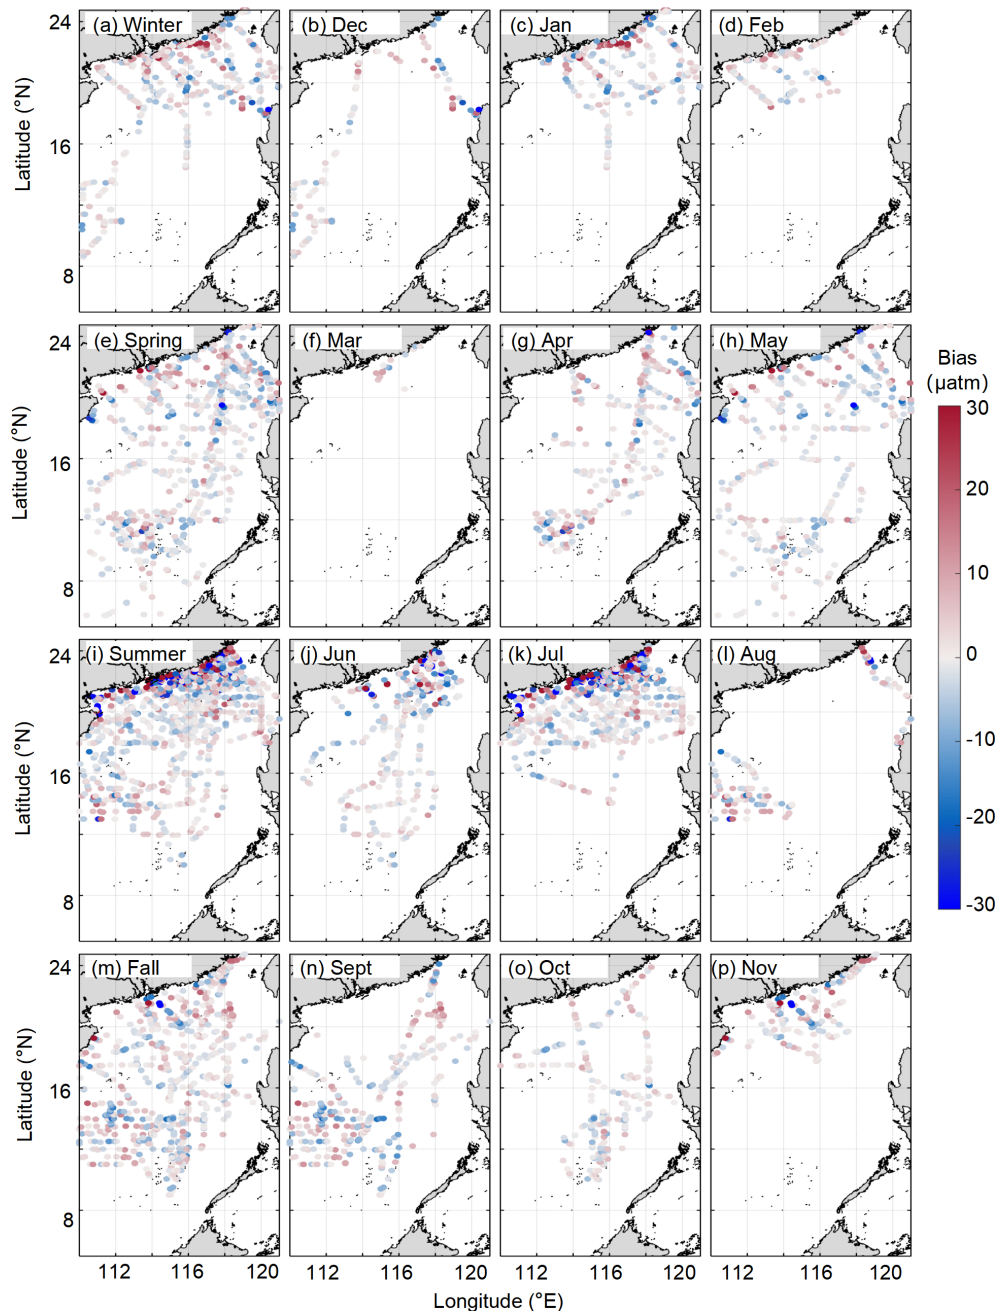 24 (a) Winter (b) Dec (c) Jan (d) Feb
16
8
Latitude (°N)
24 (e) Spring (f) Mar (g) Apr (h) May
16
8
Latitude (°N)
Bias
(µatm)
30
20
10
0
-10
-20
-30
24 (i) Summer (j) Jun (k) Jul (l) Aug
16
8
Latitude (°N)
24 (m) Fall (n) Sept (o) Oct (p) Nov
16
8
Latitude (°N)
112 116 120 112 116 120 112 116 120 112 116 120
Longitude (°E)